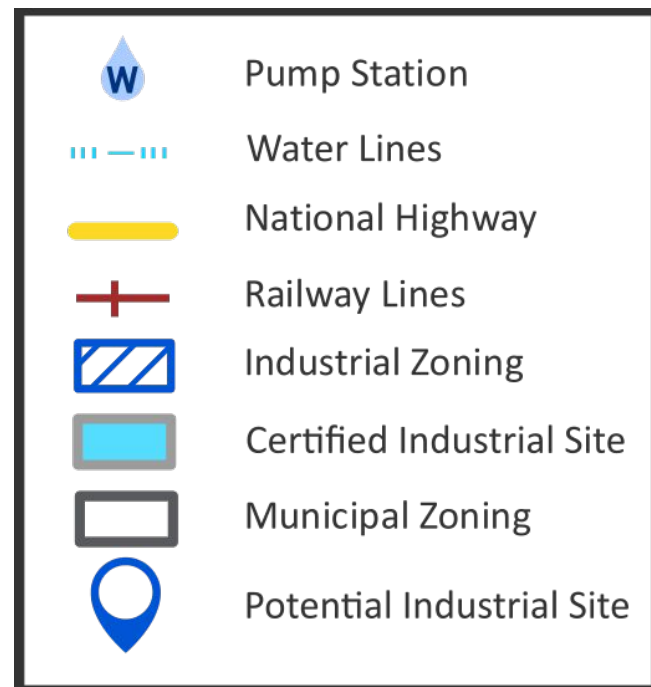 W Pump Station
Water Lines
National Highway
Railway Lines
Industrial Zoning
Certified Industrial Site
Municipal Zoning
Potential Industrial Site